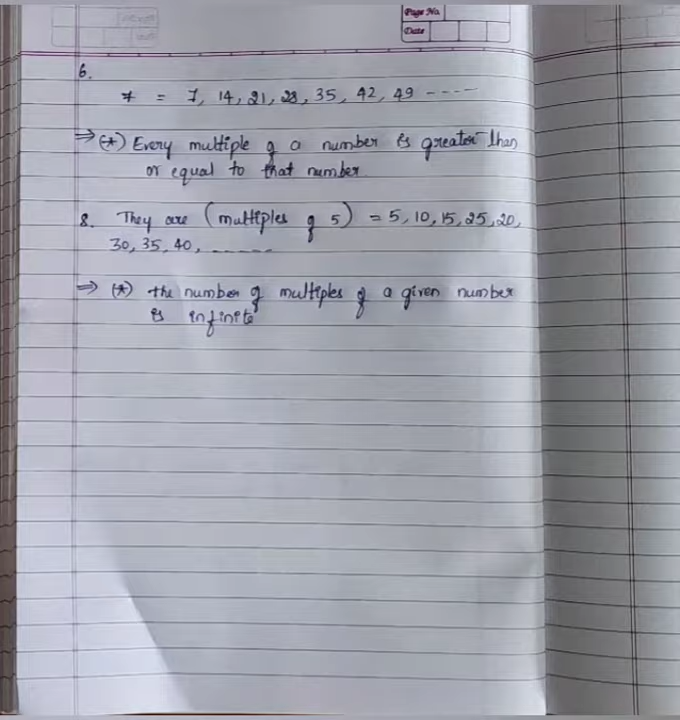 Page No.
Date
6.
7 = 7, 14, 21, 28, 35, 42, 49 -----
⇒ (*) Every multiple of a number is greater than
or equal to that number.
8. They are (multiples of 5) = 5, 10, 15, 25, 20,
30, 35, 40, -----
⇒ (*) the number of multiples of a given number
is infinite